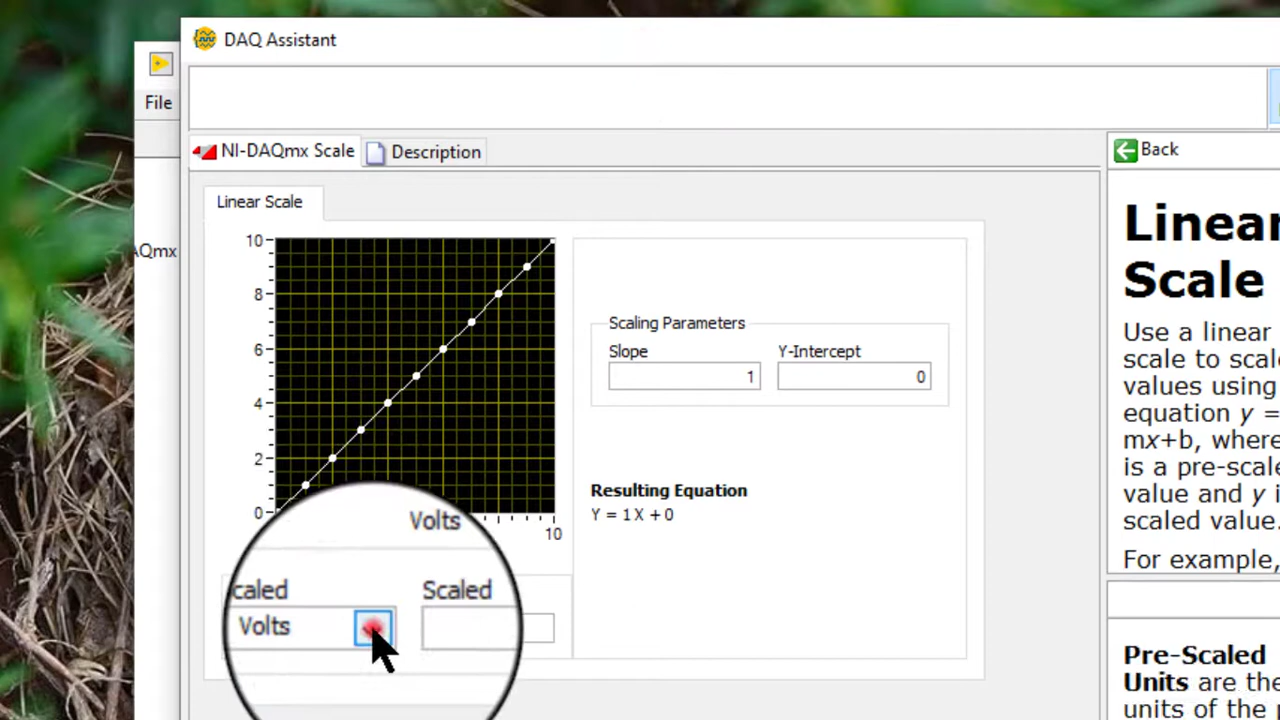 DAQ Assistant
File
NI-DAQmx Scale
Description
Back
Linear Scale
AQmx
10
8
6
4
2
0
10
Volts
Scaling Parameters
Slope
Y-Intercept
1
0
Resulting Equation
Y = 1 X + 0
caled
Scaled
Volts
Linear
Scale
Use a linear
scale to scale
values using
equation y =
mx+b, where
is a pre-scale
value and y i
scaled value.
For example,
Pre-Scaled
Units are the
units of the p